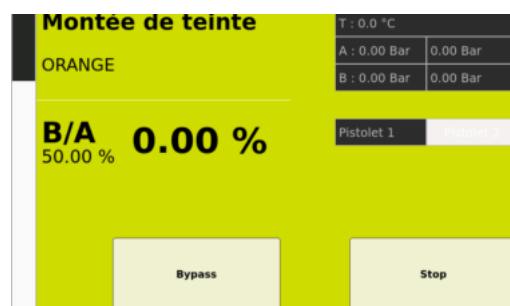 Montée de teinte
ORANGE
B/A
50.00 %
0.00 %
T : 0.0 °C
A : 0.00 Bar 0.00 Bar
B : 0.00 Bar 0.00 Bar
Pistolet 1 Pistolet 2
Bypass
Stop